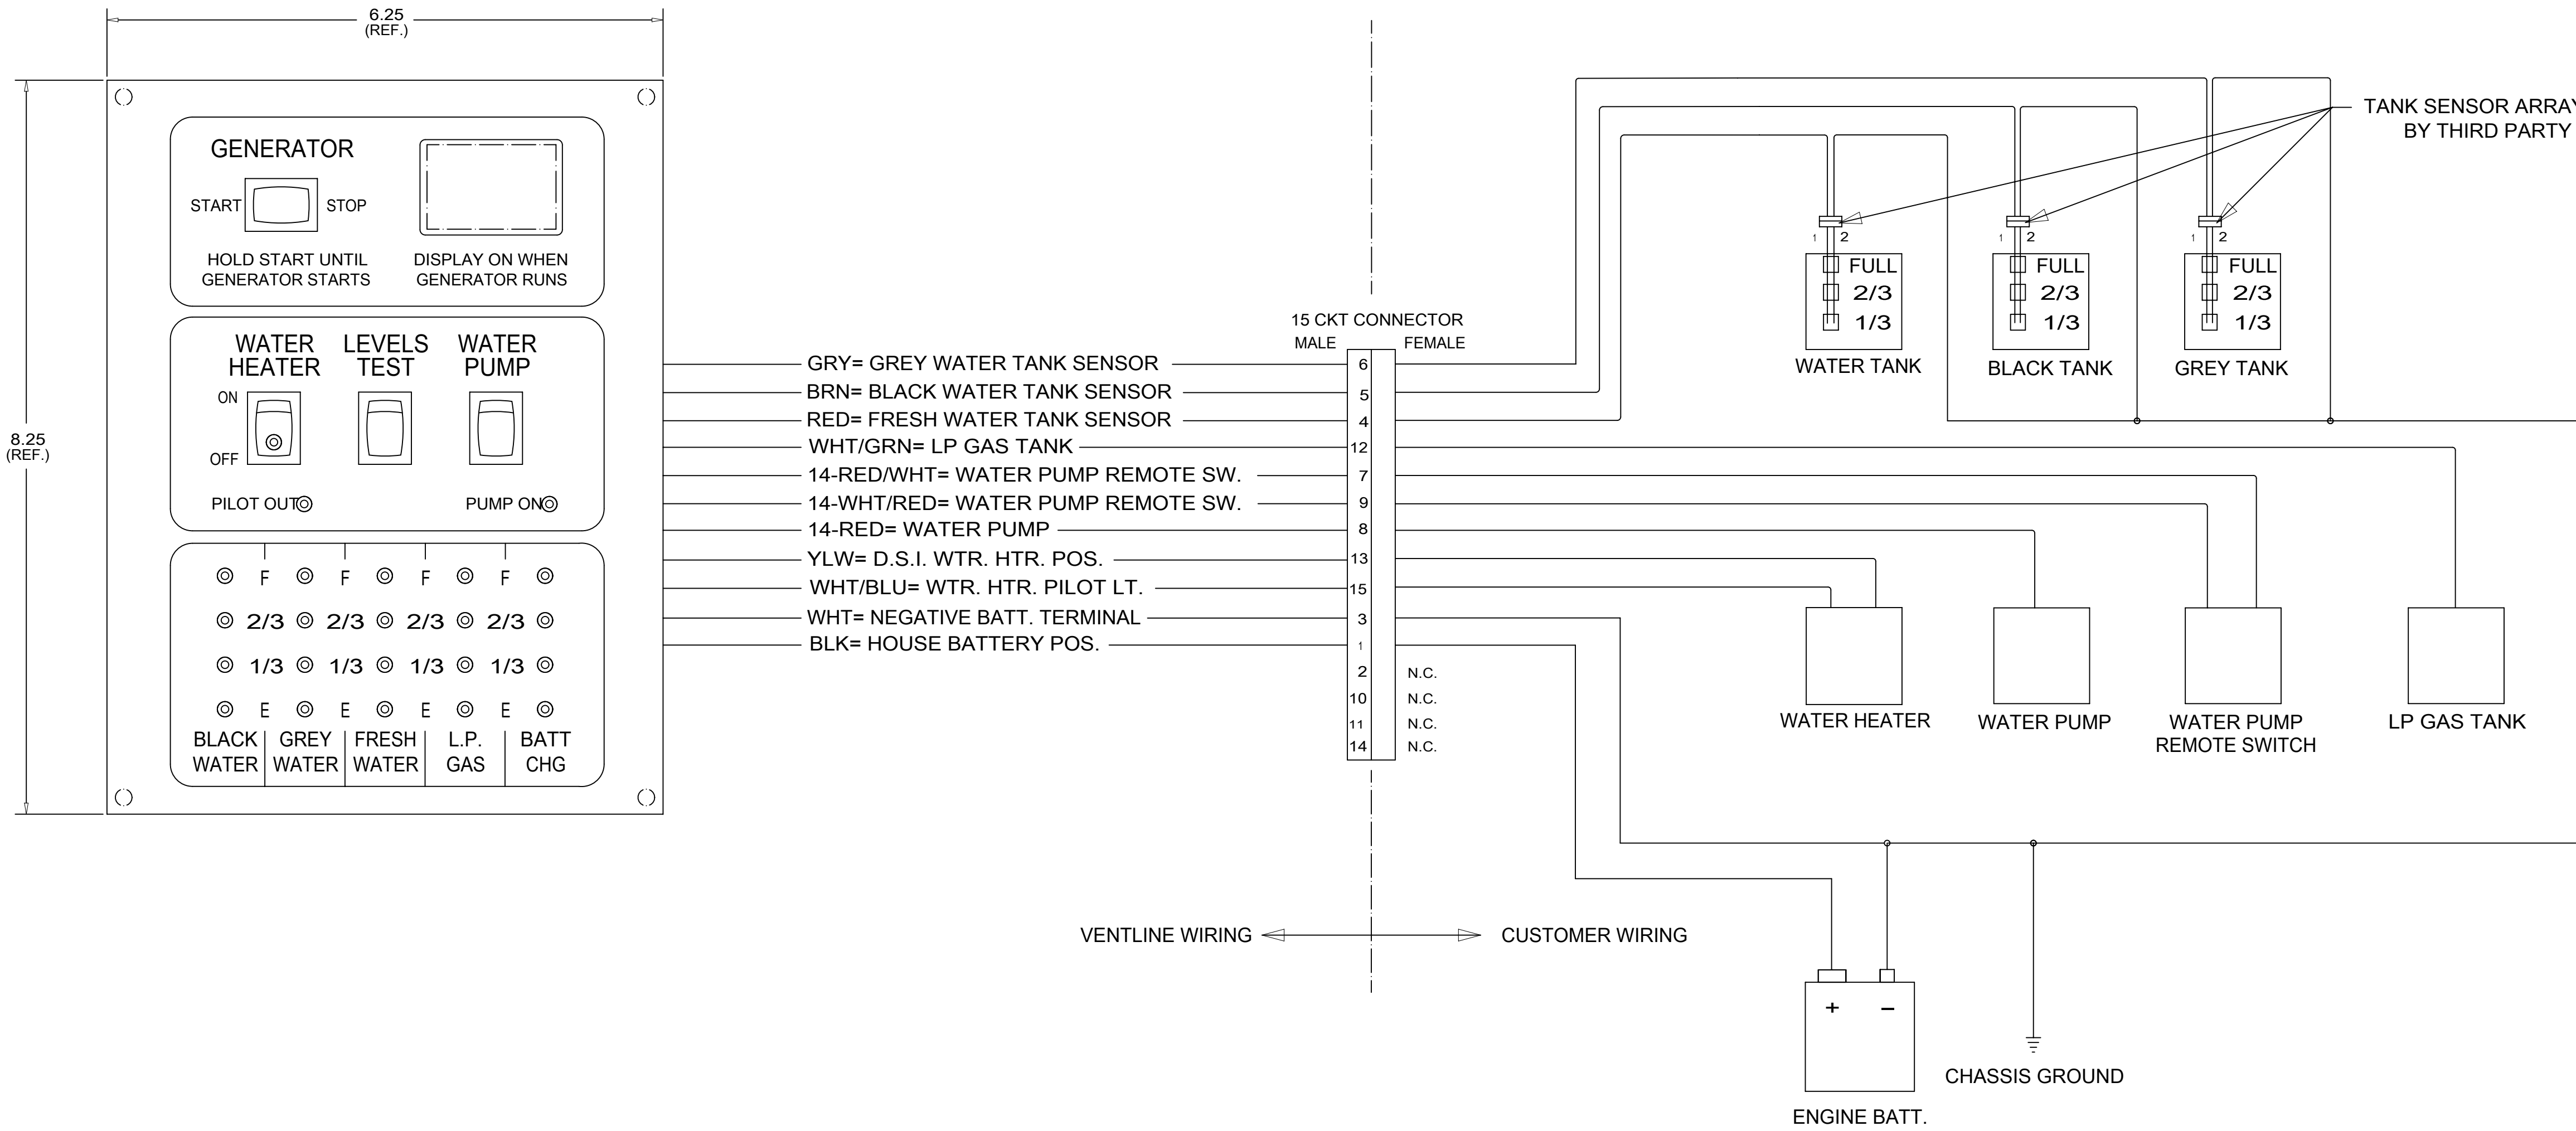 6.25
(REF.)
8.25
(REF.)
GENERATOR
START
STOP
HOLD START UNTIL
GENERATOR STARTS
DISPLAY ON WHEN
GENERATOR RUNS
WATER
HEATER
LEVELS
TEST
WATER
PUMP
ON
OFF
PILOT OUT
PUMP ON
F F F F
2/3 2/3 2/3 2/3
1/3 1/3 1/3 1/3
E E E E
BLACK
WATER
GREY
WATER
FRESH
WATER
L.P.
GAS
BATT
CHG
15 CKT CONNECTOR
MALE FEMALE
GRY= GREY WATER TANK SENSOR 6
BRN= BLACK WATER TANK SENSOR 5
RED= FRESH WATER TANK SENSOR 4
WHT/GRN= LP GAS TANK 12
14-RED/WHT= WATER PUMP REMOTE SW. 7
14-WHT/RED= WATER PUMP REMOTE SW. 9
14-RED= WATER PUMP 8
YLW= D.S.I. WTR. HTR. POS. 13
WHT/BLU= WTR. HTR. PILOT LT. 15
WHT= NEGATIVE BATT. TERMINAL 3
BLK= HOUSE BATTERY POS. 1
2 N.C.
10 N.C.
11 N.C.
14 N.C.
VENTLINE WIRING
CUSTOMER WIRING
TANK SENSOR ARRAY
BY THIRD PARTY
1 2
FULL
2/3
1/3
WATER TANK
1 2
FULL
2/3
1/3
BLACK TANK
1 2
FULL
2/3
1/3
GREY TANK
WATER HEATER
WATER PUMP
WATER PUMP
REMOTE SWITCH
LP GAS TANK
+ −
ENGINE BATT.
CHASSIS GROUND